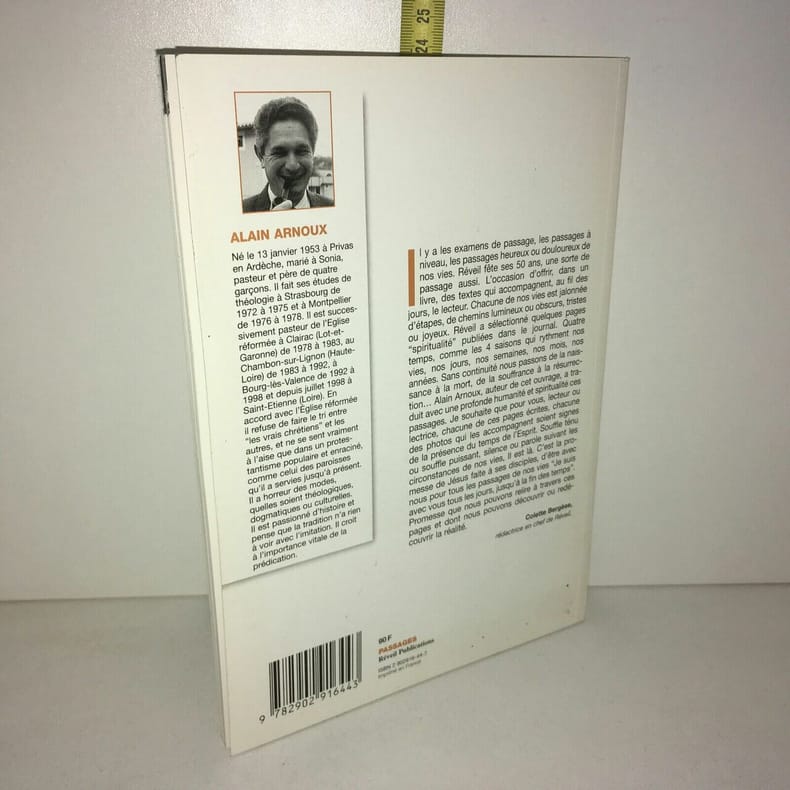 24 25
ALAIN ARNOUX
Né le 13 janvier 1953 à Privas
en Ardèche, marié à Sonia,
pasteur et père de quatre
garçons. Il fait ses études de
théologie à Strasbourg de
1972 à 1975 et à Montpellier
de 1976 à 1978. Il est succes-
sivement pasteur de l'Eglise
réformée à Clairac (Lot-et-
Garonne) de 1978 à 1983, au
Chambon-sur-Lignon (Haute-
Loire) de 1983 à 1992, à
Bourg-lès-Valence de 1992 à
1998 et depuis juillet 1998 à
Saint-Etienne (Loire). En
accord avec l'Église réformée
il refuse de faire le tri entre
"les vrais chrétiens" et les
autres, et ne se sent vraiment
à l'aise que dans un protes-
tantisme populaire et enraciné,
comme celui des paroisses
qu'il a servies jusqu'à présent.
Il a horreur des modes,
quelles soient théologiques,
dogmatiques ou culturelles.
Il est passionné d'histoire et
pense que la tradition n'a rien
à voir avec l'imitation. Il croit
à l'importance vitale de la
prédication.
Il y a les examens de passage, les passages à
niveau, les passages heureux ou douloureux de
nos vies. Réveil fête ses 50 ans, une sorte de
passage aussi. L'occasion d'offrir, dans un
livre, des textes qui accompagnent, au fil des
jours, le lecteur. Chacune de nos vies est jalonnée
d'étapes, de chemins lumineux ou obscurs, tristes
ou joyeux. Réveil a sélectionné quelques pages
"spiritualité" publiées dans le journal. Quatre
temps, comme les 4 saisons qui rythment nos
vies, nos jours, nos semaines, nos mois, nos
années. Sans continuité nous passons de la nais-
sance à la mort, de la souffrance à la résurrec-
tion... Alain Arnoux, auteur de cet ouvrage, a tra-
duit avec une profonde humanité et spiritualité ces
passages. Je souhaite que pour vous, lecteur ou
lectrice, chacune de ces pages écrites, chacune
des photos qui les accompagnent soient signes
de la présence du temps de l'Esprit. Souffle ténu
ou souffle puissant, silence ou parole suivant les
circonstances de nos vies. Il est là. C'est la pro-
messe de Jésus faite à ses disciples, d'être avec
nous pour tous les passages de nos vies "Je suis
avec vous tous les jours, jusqu'à la fin des temps".
Promesse que nous pouvons relire à travers ces
pages et dont nous pouvons découvrir ou redé-
couvrir la réalité.
Colette Bergèse,
rédactrice en chef de Réveil.
90 F
PASSAGES
Réveil Publications
ISBN 2-902916-44-3
Imprimé en France
9 782902 916443